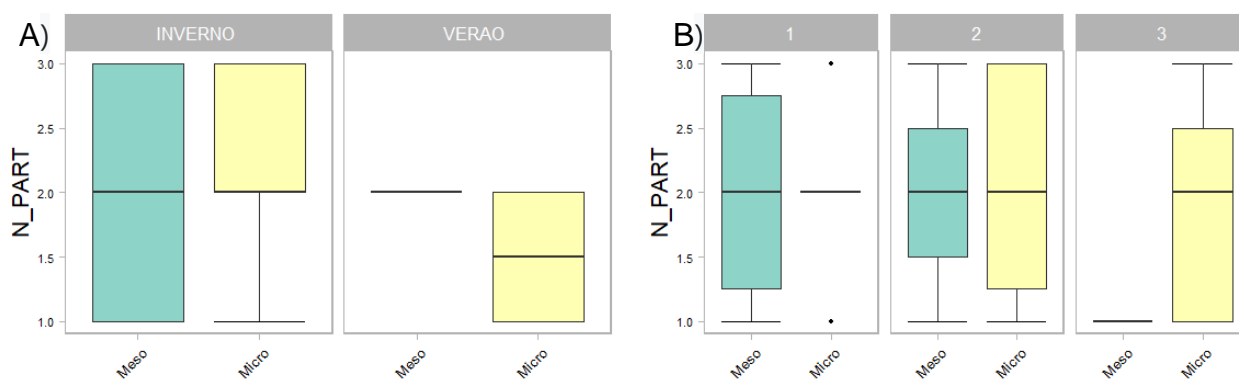 A)
INVERNO
VERAO
N_PART
3.0
2.5
2.0
1.5
1.0
Meso
Micro
Meso
Micro
B)
1
2
3
N_PART
3.0
2.5
2.0
1.5
1.0
Meso
Micro
Meso
Micro
Meso
Micro